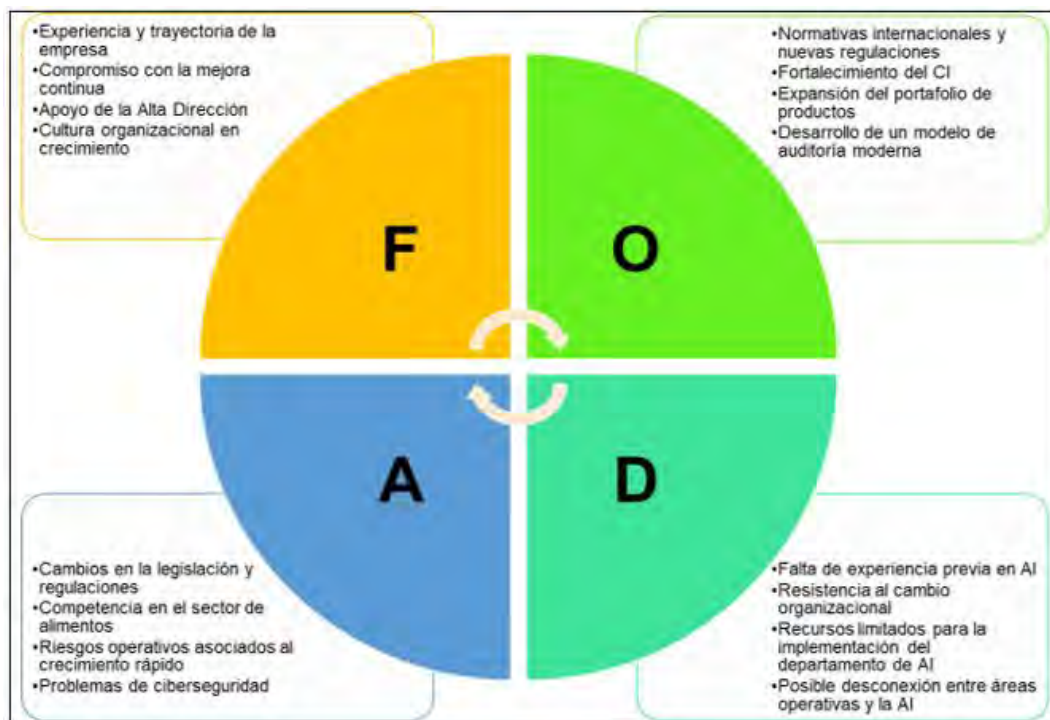 •Experiencia y trayectoria de la
empresa
•Compromiso con la mejora
continua
•Apoyo de la Alta Dirección
•Cultura organizacional en
crecimiento
•Normativas internacionales y
nuevas regulaciones
•Fortalecimiento del CI
•Expansión del portafolio de
productos
•Desarrollo de un modelo de
auditoría moderna
F
O
A
D
•Cambios en la legislación y
regulaciones
•Competencia en el sector de
alimentos
•Riesgos operativos asociados al
crecimiento rápido
•Problemas de ciberseguridad
•Falta de experiencia previa en AI
•Resistencia al cambio
organizacional
•Recursos limitados para la
implementación del
departamento de AI
•Posible desconexión entre áreas
operativas y la AI